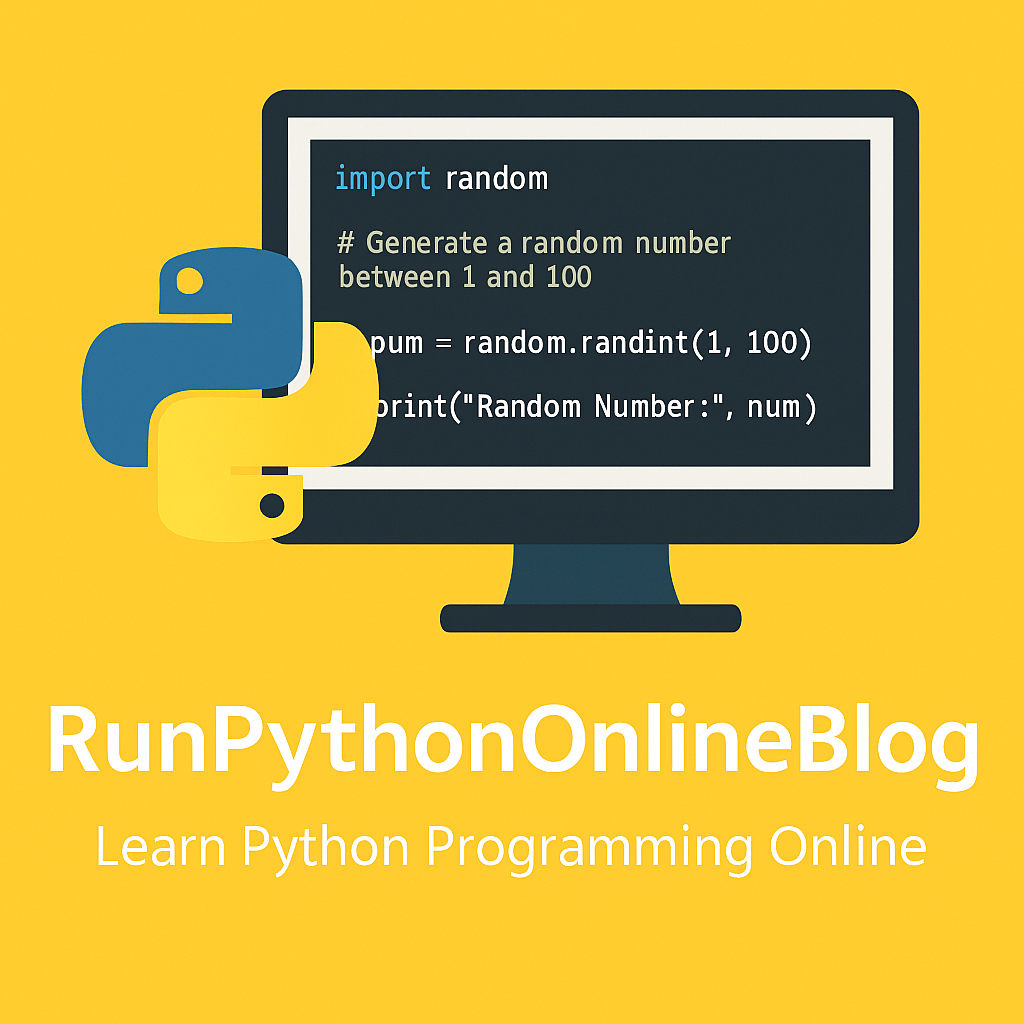 import random
# Generate a random number
between 1 and 100
pum = random.randint(1, 100)
print("Random Number:", num)
RunPythonOnlineBlog
Learn Python Programming Online